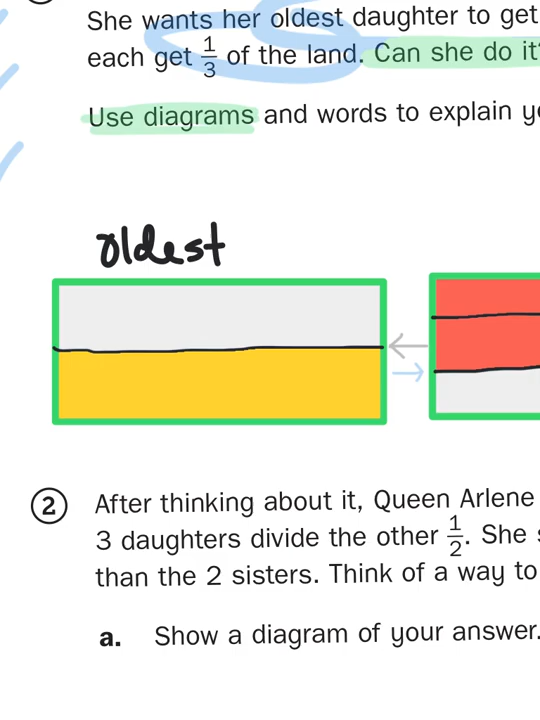 She wants her oldest daughter to get
each get 1/3 of the land. Can she do it
Use diagrams and words to explain
oldest
2 After thinking about it, Queen Arlene
3 daughters divide the other 1/2. She
than the 2 sisters. Think of a way to
a. Show a diagram of your answer.